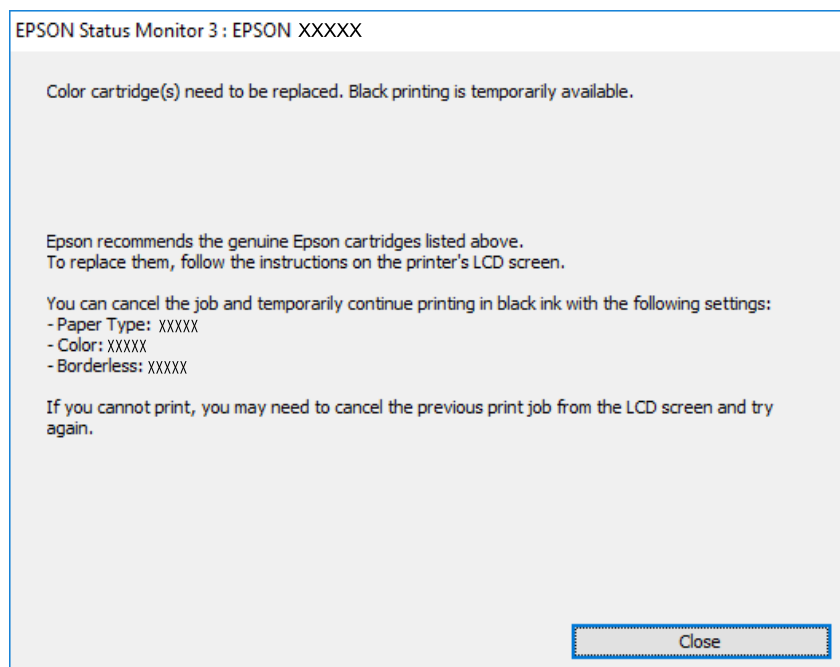 EPSON Status Monitor 3 : EPSON XXXXX
Color cartridge(s) need to be replaced. Black printing is temporarily available.
Epson recommends the genuine Epson cartridges listed above.
To replace them, follow the instructions on the printer's LCD screen.
You can cancel the job and temporarily continue printing in black ink with the following settings:
- Paper Type: XXXXX
- Color: XXXXX
- Borderless: XXXXX
If you cannot print, you may need to cancel the previous print job from the LCD screen and try
again.
Close